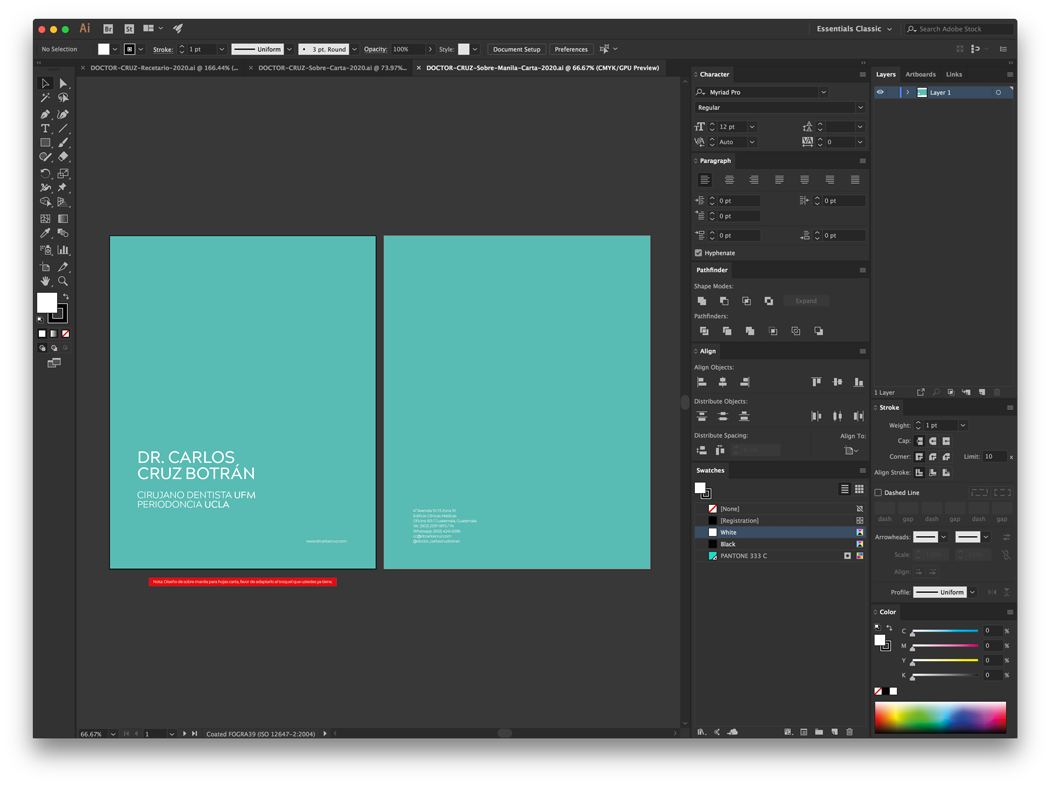 Ai Br St Essentials Classic Search Adobe Stock
No Selection Stroke: 1 pt Uniform 3 pt. Round Opacity: 100% Style: Document Setup Preferences
DOCTOR-CRUZ-Recetario-2020.ai @ 166.44% (... DOCTOR-CRUZ-Sobre-Carta-2020.ai @ 73.97%... DOCTOR-CRUZ-Sobre-Manila-Carta-2020.ai @ 66.67% (CMYK/GPU Preview)
DR. CARLOS
CRUZ BOTRÁN
CIRUJANO DENTISTA UFM
PERIODONCIA UCLA
www.drcarloscruz.com
Nota: Diseño de sobre manila para hojas carta, favor de adaptarlo al troquel que ustedes ya tiene.
66.67% 1 Coated FOGRA39 (ISO 12647-2:2004)
Character
Myriad Pro
Regular
12 pt
Auto 0
Paragraph
0 pt 0 pt
0 pt
0 pt 0 pt
Hyphenate
Pathfinder
Shape Modes:
Expand
Pathfinders:
Align
Align Objects:
Distribute Objects:
Distribute Spacing: Align To:
Swatches
[None]
[Registration]
White
Black
PANTONE 333 C
Layers Artboards Links
Layer 1
1 Layer
Stroke
Weight: 1 pt
Cap:
Corner: Limit: 10 x
Align Stroke:
Dashed Line
dash gap dash gap dash gap
Arrowheads:
Scale:
Align:
Profile: Uniform
Color
C 0 %
M 0 %
Y 0 %
K 0 %